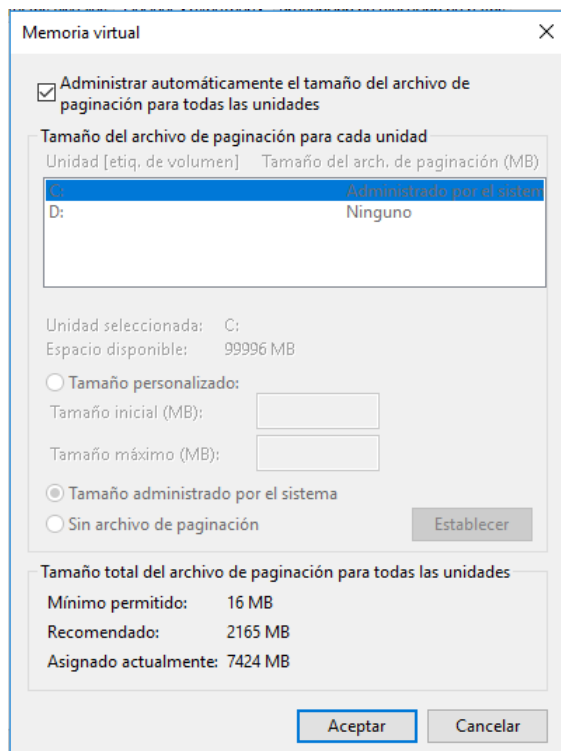 Memoria virtual
Administrar automáticamente el tamaño del archivo de
paginación para todas las unidades
Tamaño del archivo de paginación para cada unidad
Unidad [etiq. de volumen] Tamaño del arch. de paginación (MB)
C: Administrado por el sistem
D: Ninguno
Unidad seleccionada: C:
Espacio disponible: 99996 MB
Tamaño personalizado:
Tamaño inicial (MB):
Tamaño máximo (MB):
Tamaño administrado por el sistema
Sin archivo de paginación Establecer
Tamaño total del archivo de paginación para todas las unidades
Mínimo permitido: 16 MB
Recomendado: 2165 MB
Asignado actualmente: 7424 MB
Aceptar Cancelar